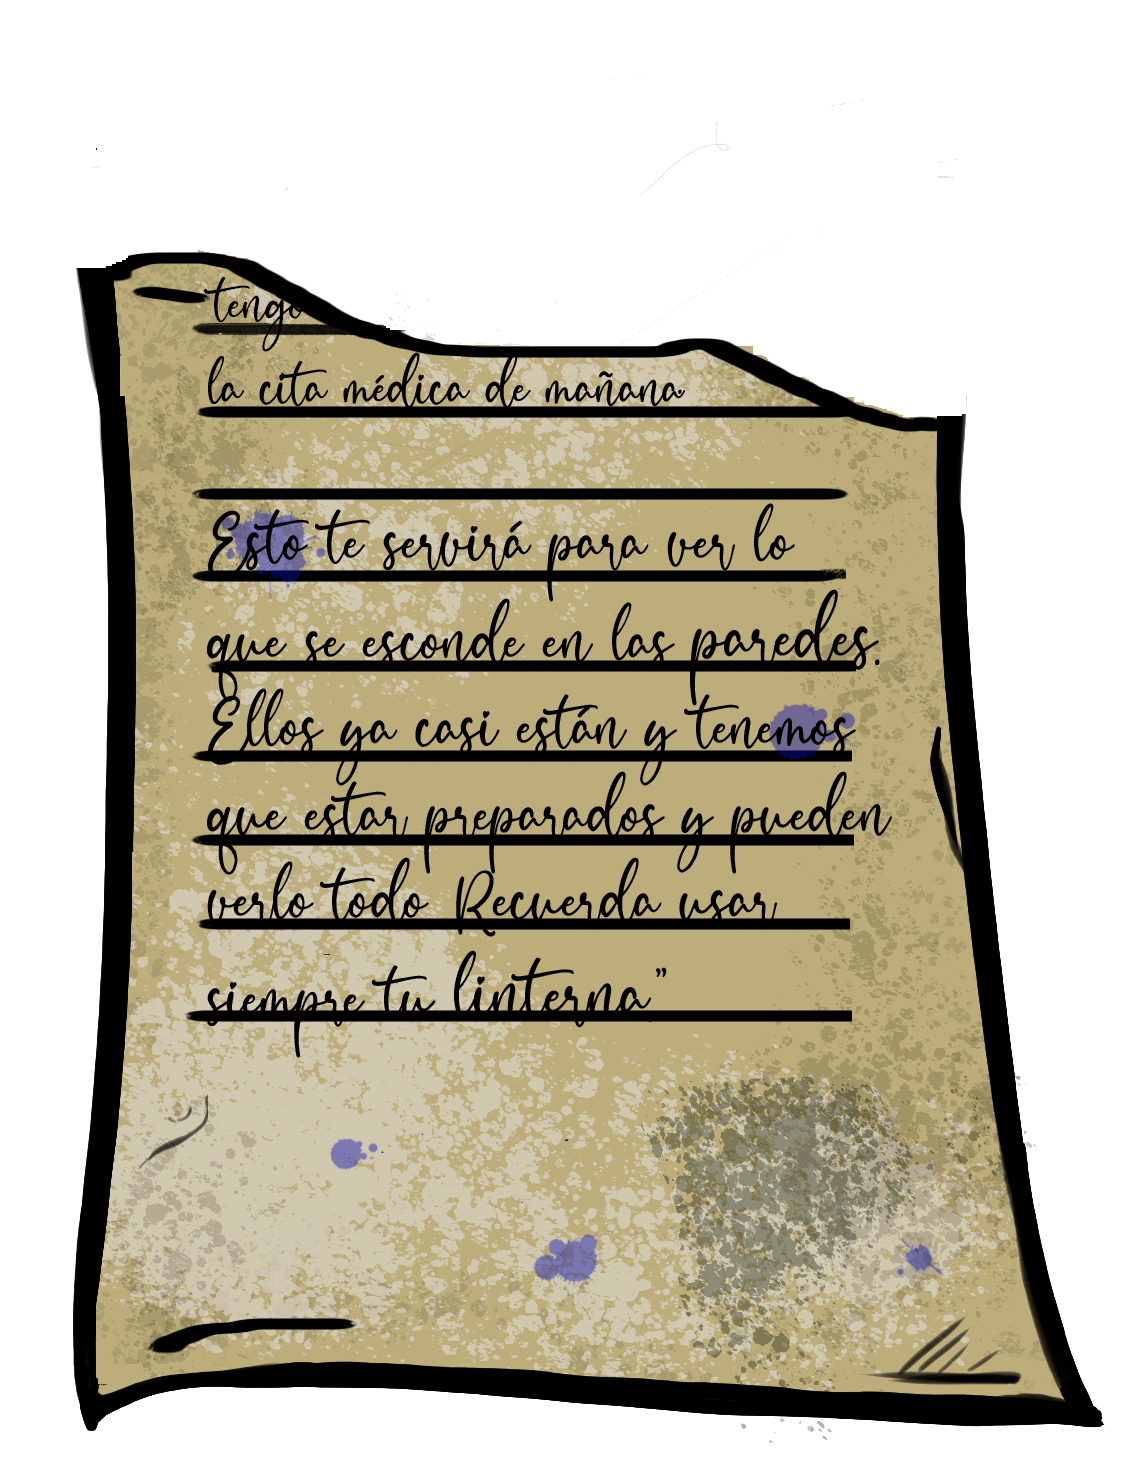 tengo
la cita médica de mañana
Esto te servirá para ver lo
que se esconde en las paredes.
Ellos ya casi están y tenemos
que estar preparados y pueden
verlo todo Recuerda usar
siempre tu linterna"